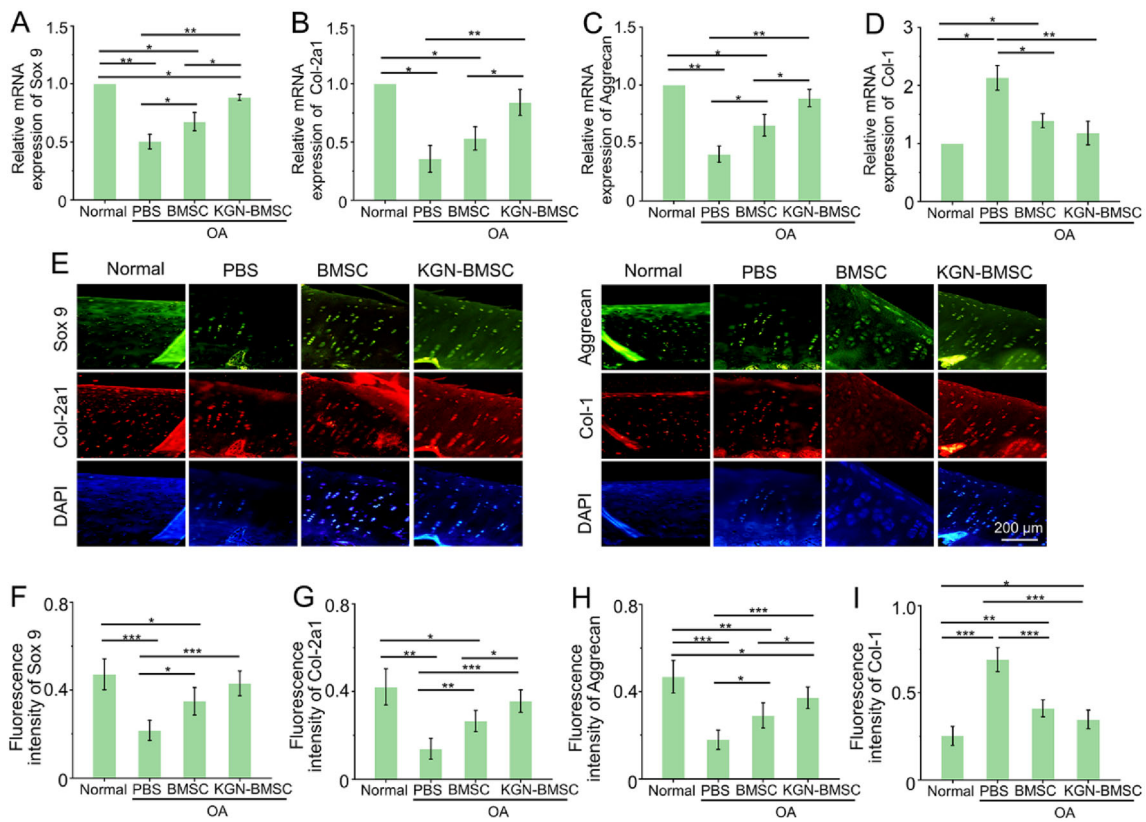 A
Relative mRNA
expression of Sox 9
1.5
1.0
0.5
0
**
*
** *
*
*
Normal PBS BMSC KGN-BMSC
OA
B
Relative mRNA
expression of Col-2a1
1.5
1.0
0.5
0
**
*
* *
Normal PBS BMSC KGN-BMSC
OA
C
Relative mRNA
expression of Aggrecan
1.5
1.0
0.5
0
**
*
** *
*
Normal PBS BMSC KGN-BMSC
OA
D
Relative mRNA
expression of Col-1
3
2
1
0
*
* **
*
Normal PBS BMSC KGN-BMSC
OA
E
Normal PBS BMSC KGN-BMSC
Sox 9
Col-2a1
DAPI
Normal PBS BMSC KGN-BMSC
Aggrecan
Col-1
DAPI
200 µm
F
Fluorescence
intensity of Sox 9
0.8
0.4
0
*
***
***
*
Normal PBS BMSC KGN-BMSC
OA
G
Fluorescence
intensity of Col-2a1
0.8
0.4
0
*
** *
***
**
Normal PBS BMSC KGN-BMSC
OA
H
Fluorescence
intensity of Aggrecan
0.8
0.4
0
***
**
*** *
*
*
Normal PBS BMSC KGN-BMSC
OA
I
Fluorescence
intensity of Col-1
1.0
0.5
0
*
***
**
*** ***
Normal PBS BMSC KGN-BMSC
OA